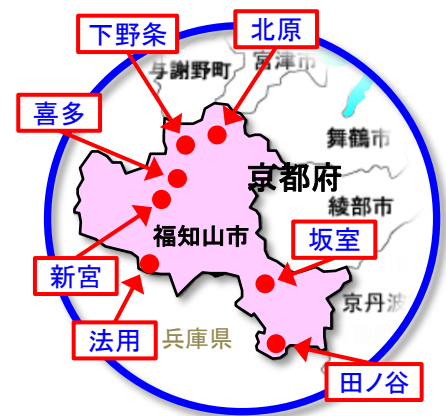 下野条
北原
与謝野町
宮津市
喜多
舞鶴市
京都府
綾部市
福知山市
坂室
新宮
京丹波
法用
兵庫県
田ノ谷